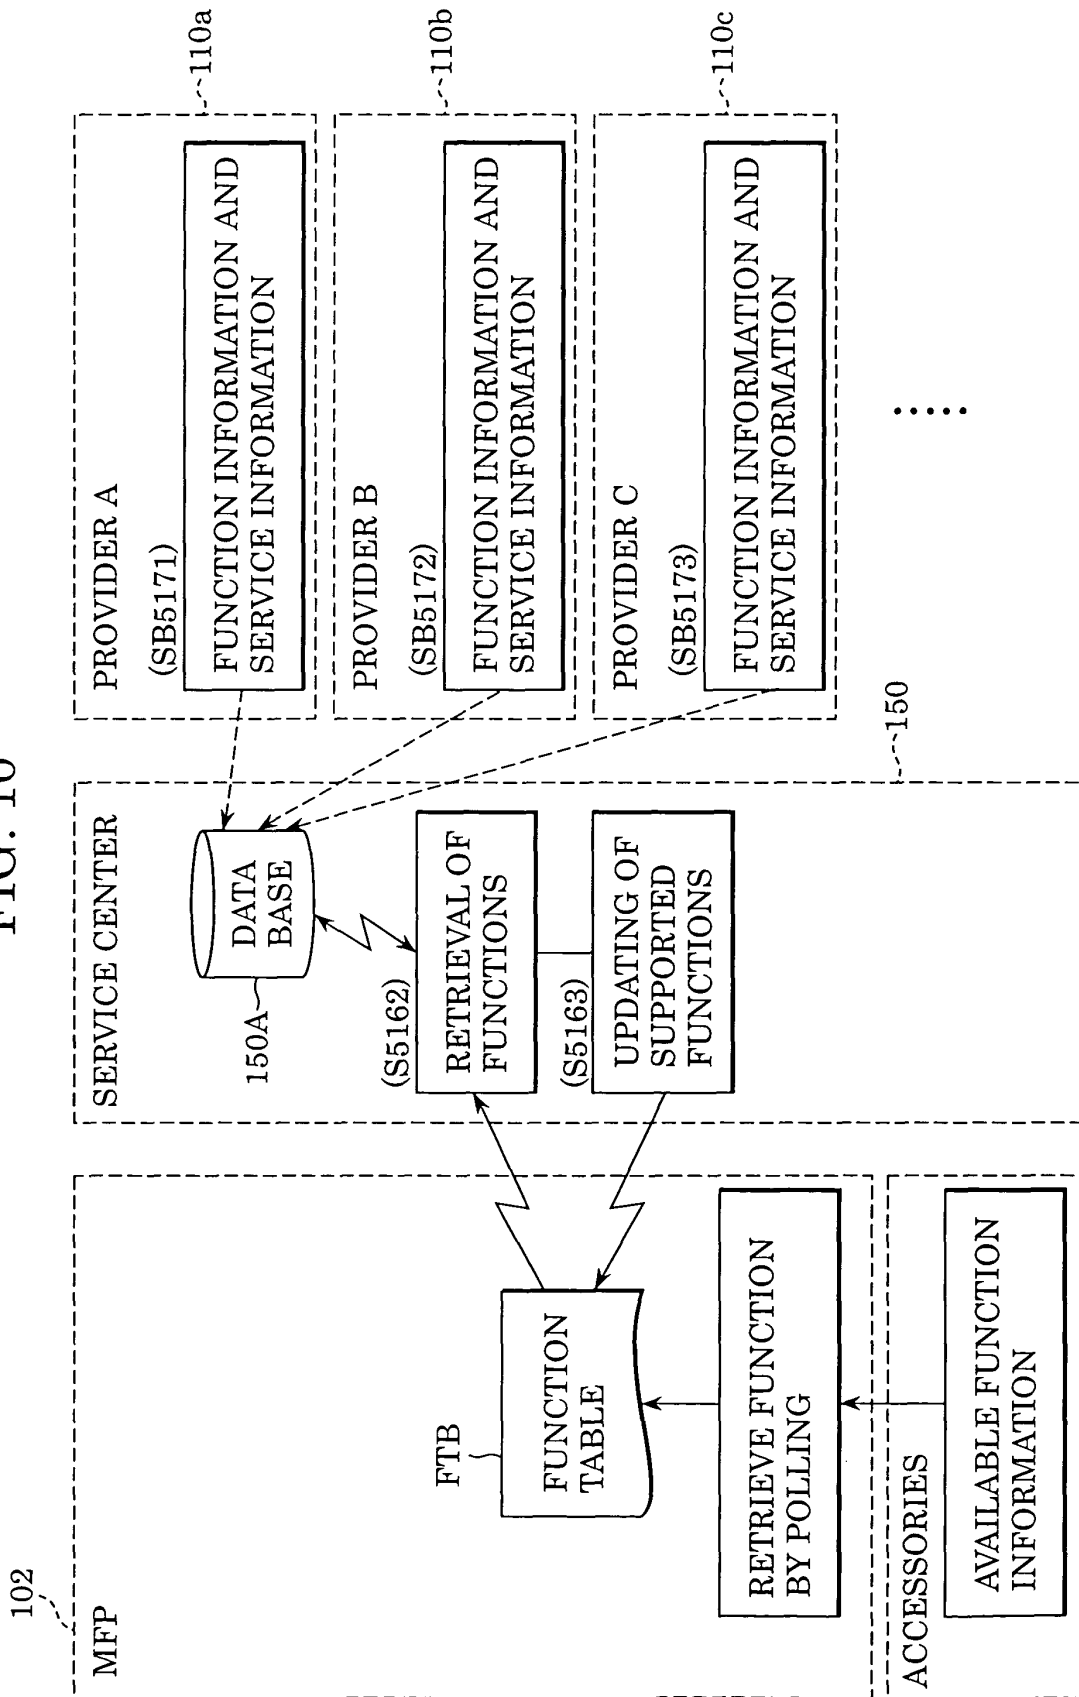 FIG. 10
102
MFP
FTB
FUNCTION
TABLE
RETRIEVE FUNCTION
BY POLLING
ACCESSORIES
AVAILABLE FUNCTION
INFORMATION
SERVICE CENTER
150A
DATA
BASE
(S5162)
RETRIEVAL OF
FUNCTIONS
(S5163)
UPDATING OF
SUPPORTED
FUNCTIONS
150
PROVIDER A
110a
(SB5171)
FUNCTION INFORMATION AND
SERVICE INFORMATION
PROVIDER B
110b
(SB5172)
FUNCTION INFORMATION AND
SERVICE INFORMATION
PROVIDER C
110c
(SB5173)
FUNCTION INFORMATION AND
SERVICE INFORMATION
.....